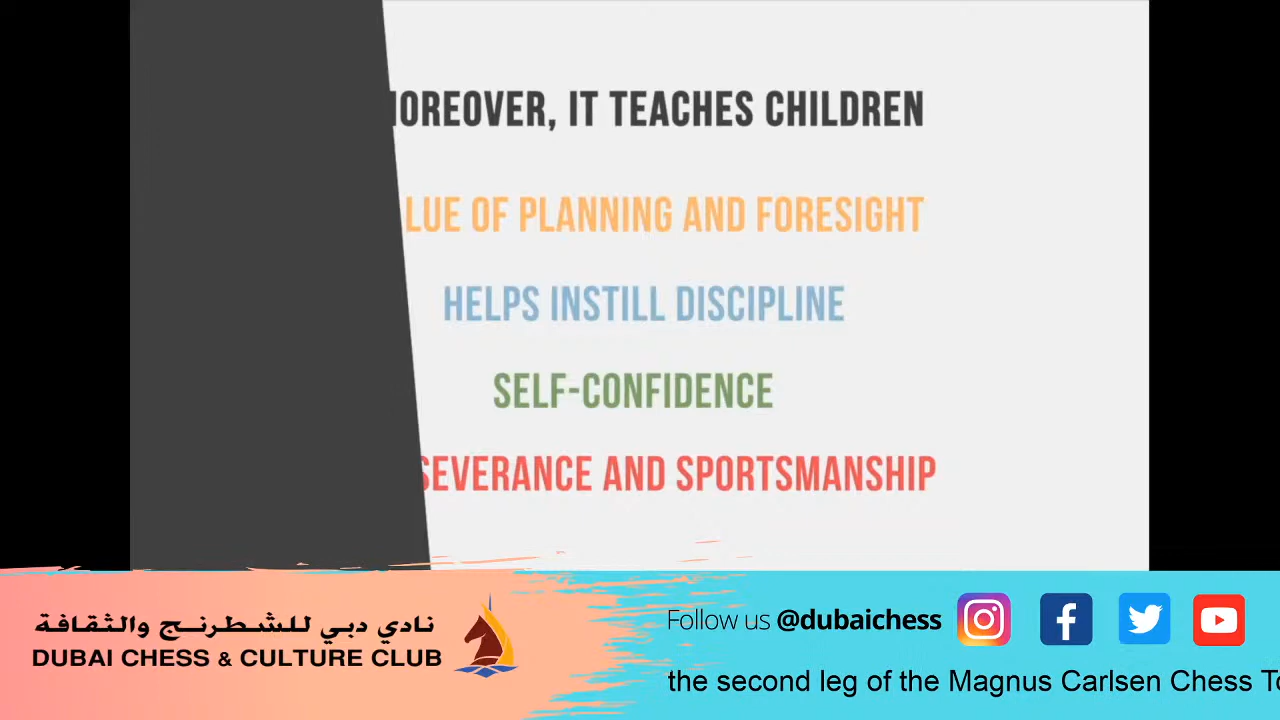 MOREOVER, IT TEACHES CHILDREN
LUE OF PLANNING AND FORESIGHT
HELPS INSTILL DISCIPLINE
SELF-CONFIDENCE
SEVERANCE AND SPORTSMANSHIP
نادي دبي للشطرنج والثقافة
DUBAI CHESS & CULTURE CLUB
Follow us @dubaichess
the second leg of the Magnus Carlsen Chess To